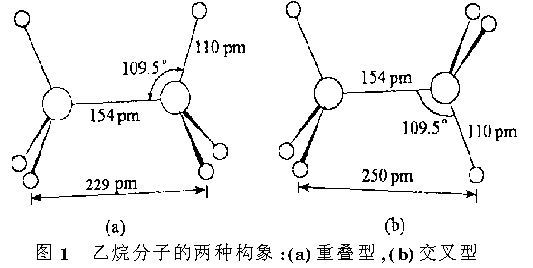 110 pm
109.5°
154 pm
229 pm
(a)
154 pm
109.5°
110 pm
250 pm
(b)
图 1 乙烷分子的两种构象:(a)重叠型,(b)交叉型